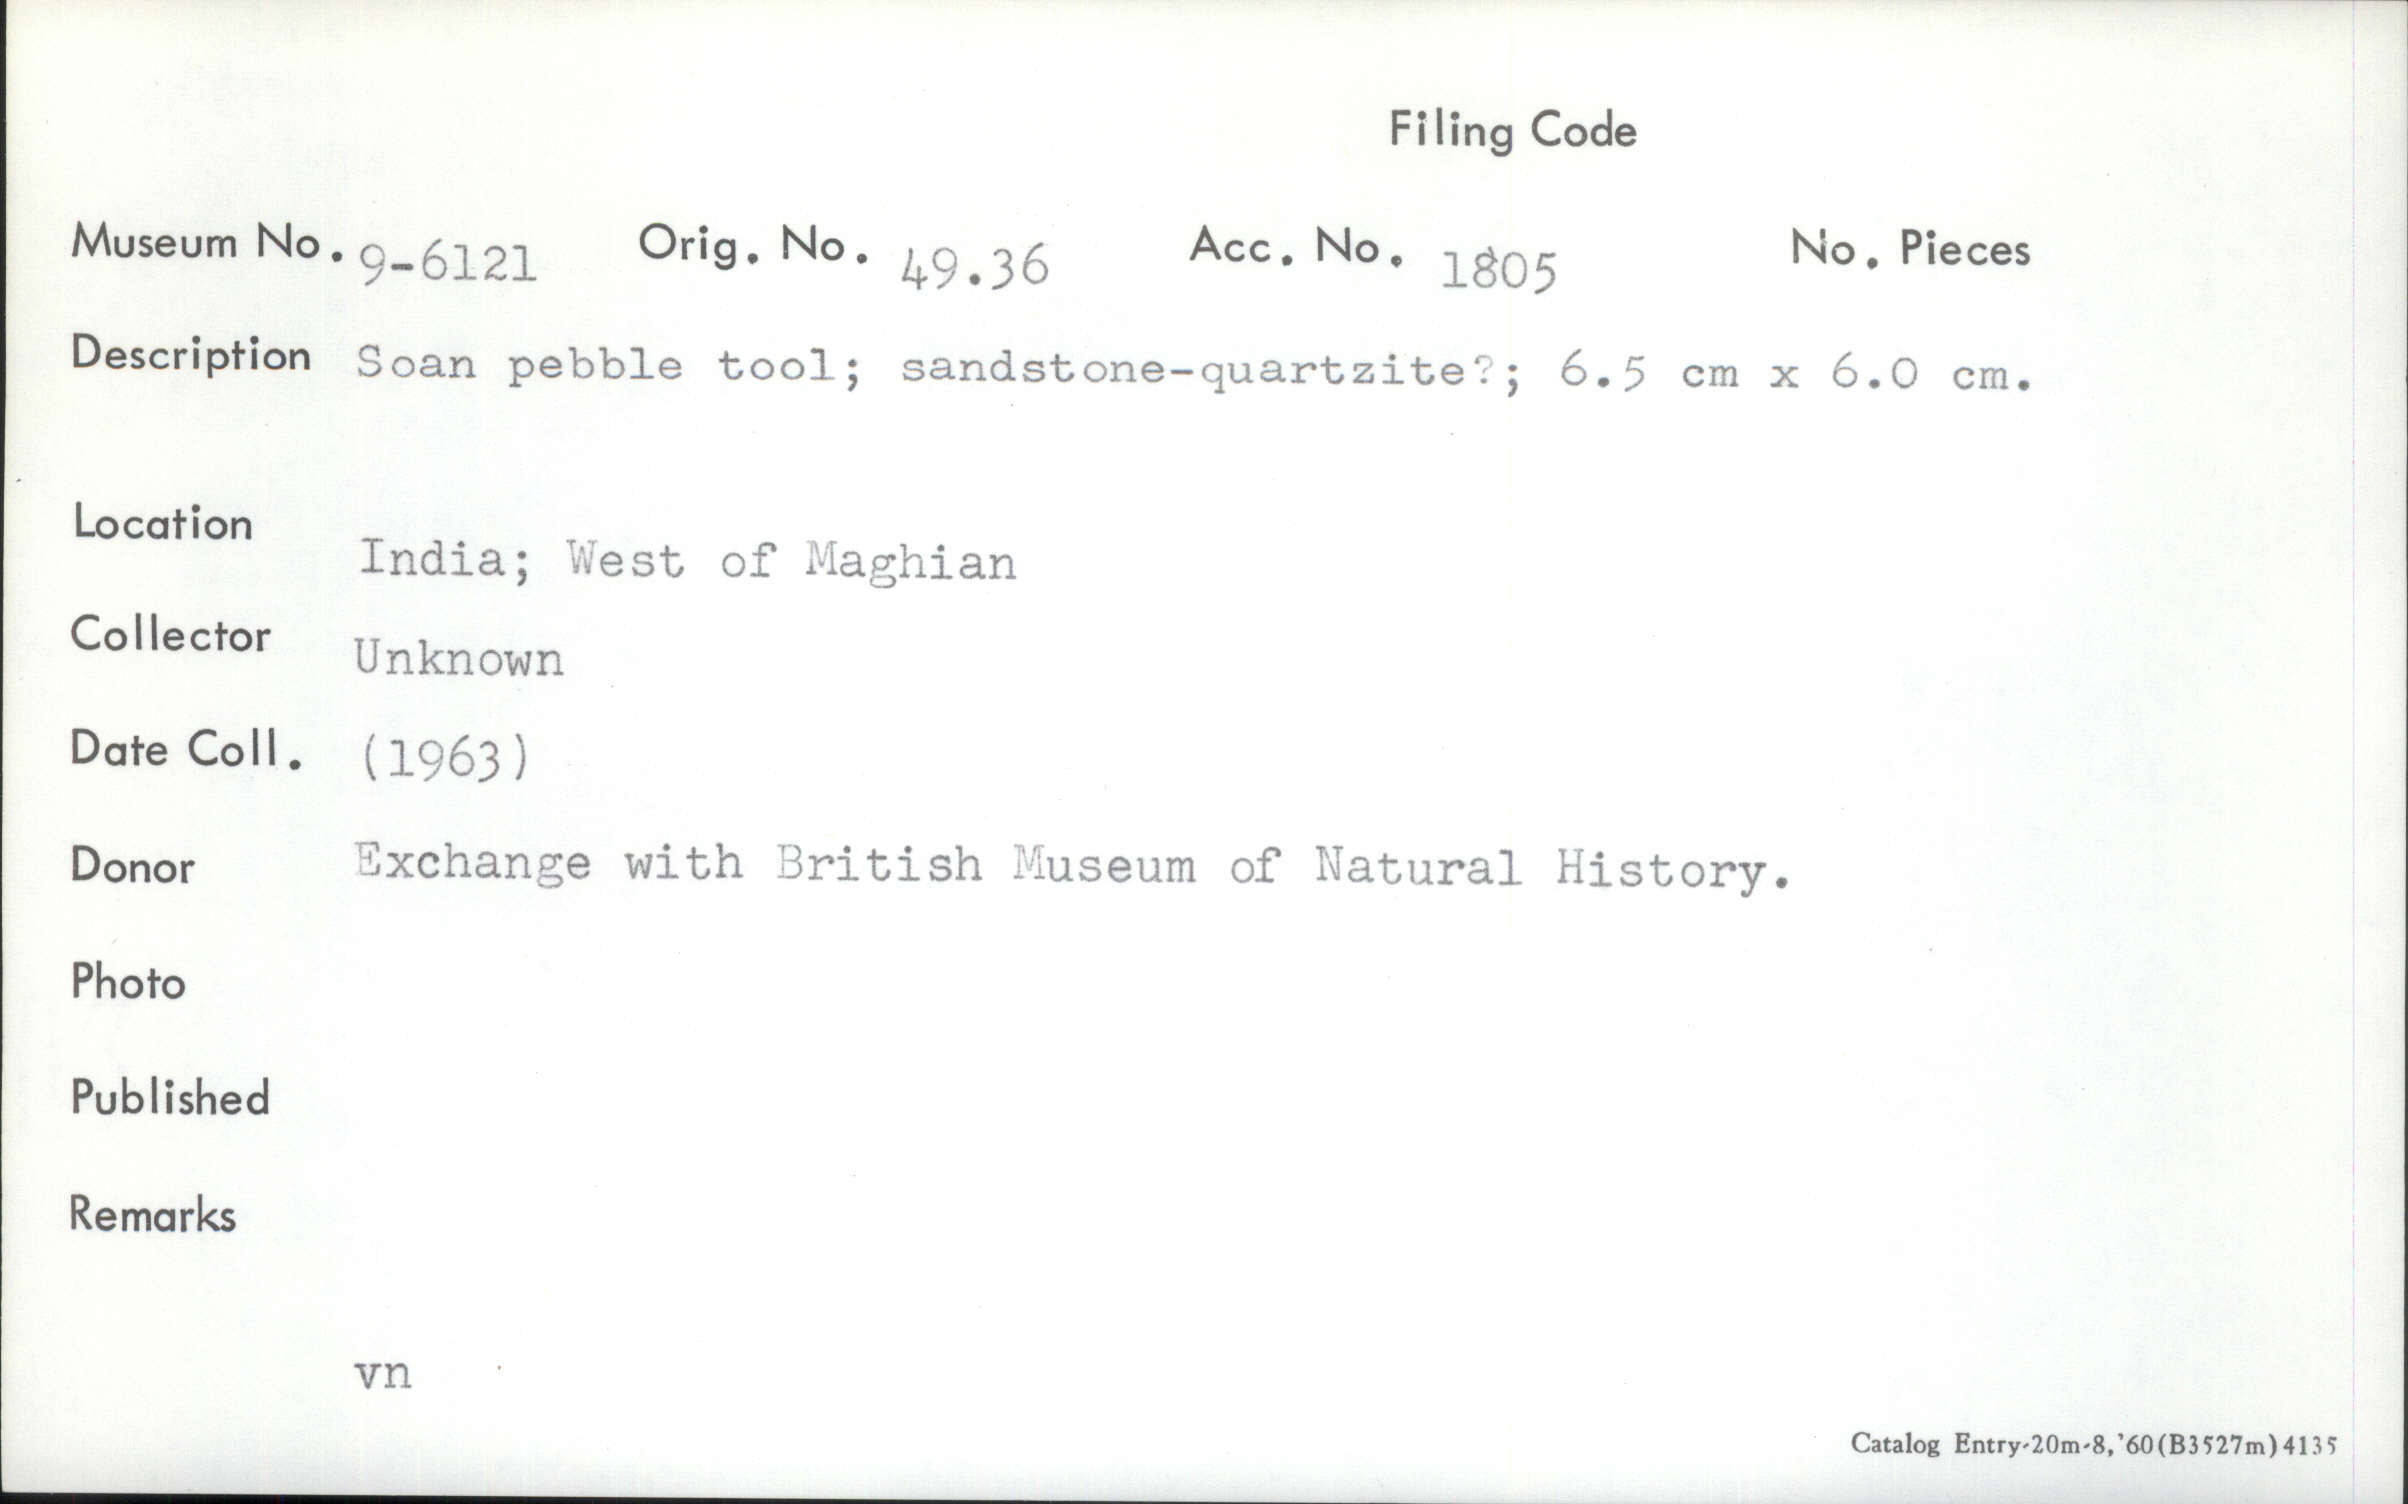 Filing Code
Museum No. 9-6121 Orig. No. 49.36 Acc. No. 1805 No. Pieces
Description Soan pebble tool; sandstone-quartzite?; 6.5 cm x 6.0 cm.
Location India; West of Maghian
Collector Unknown
Date Coll. (1963)
Donor Exchange with British Museum of Natural History.
Photo
Published
Remarks
vn
Catalog Entry-20m-8,'60(B3527m)4135